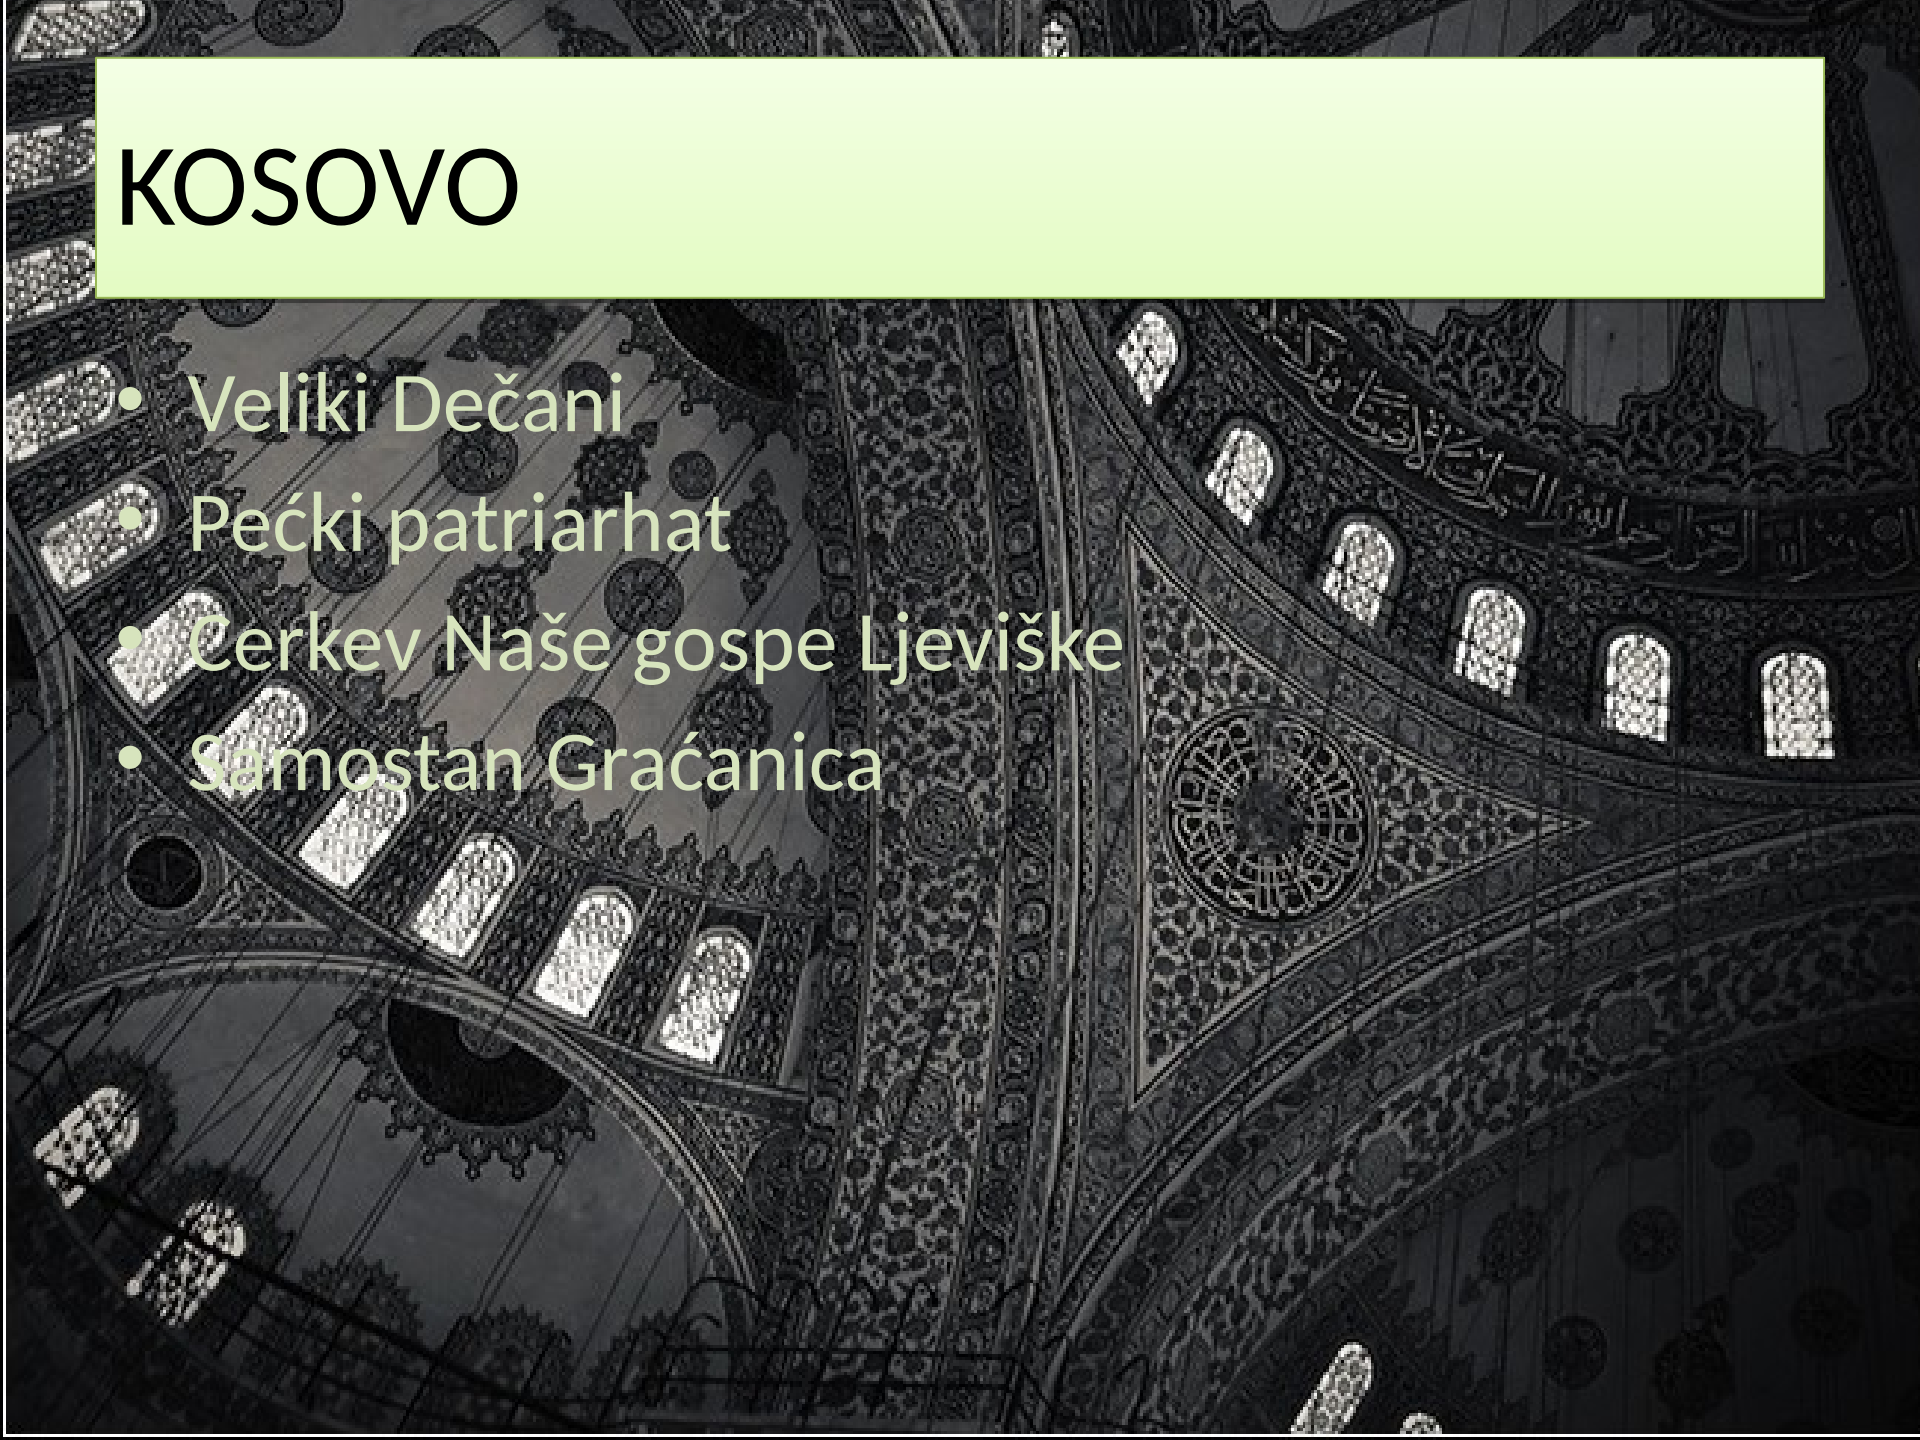 KOSOVO
• Veliki Dečani
• Pećki patriarhat
• Cerkev Naše gospe Ljeviške
• Samostan Graćanica